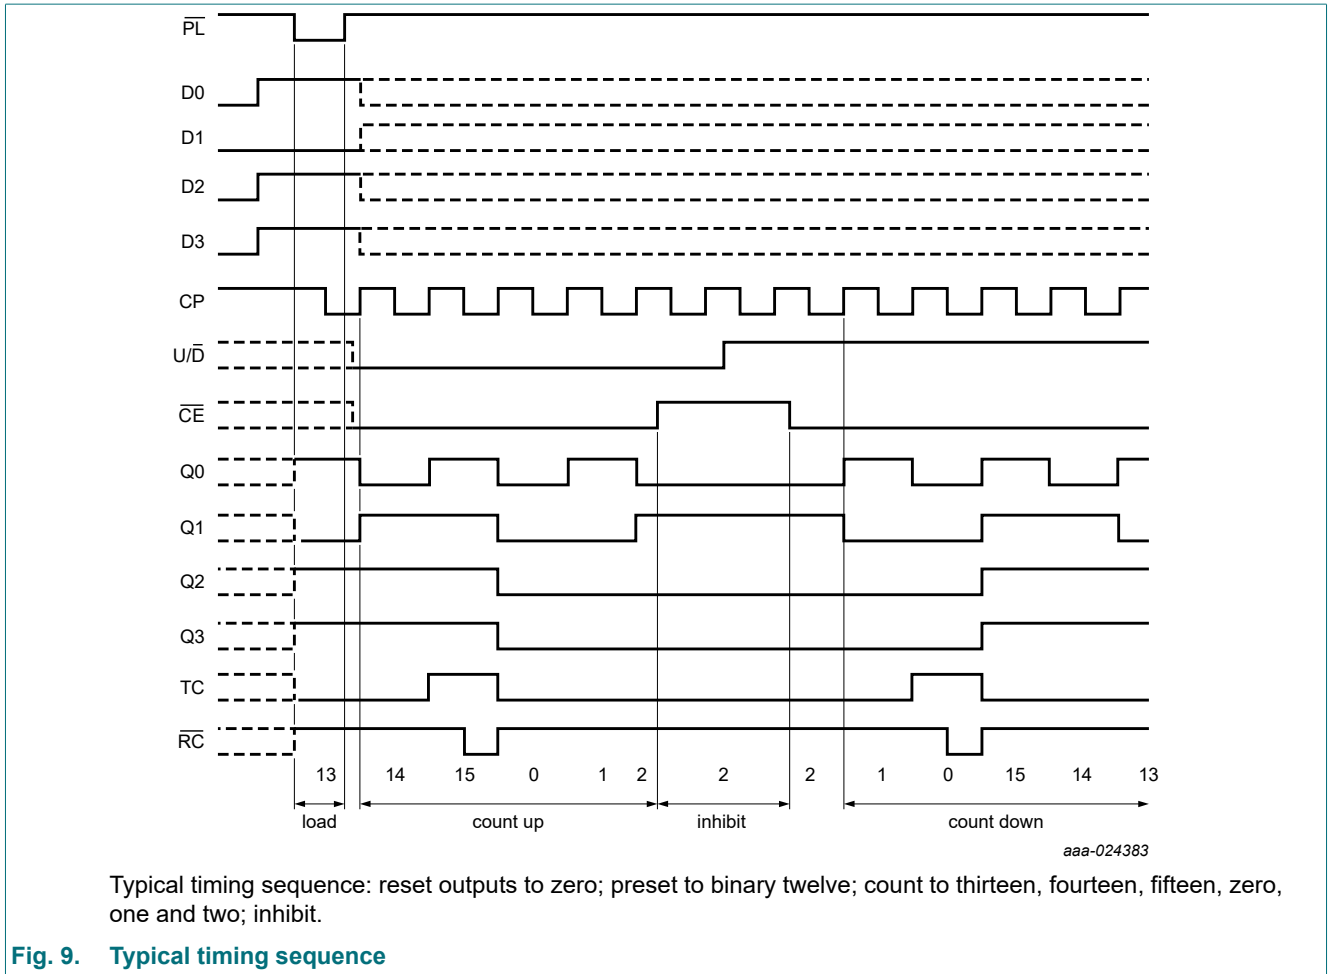 PL
D0
D1
D2
D3
CP
U/D̅
C̅E̅
Q0
Q1
Q2
Q3
TC
R̅C̅
13 14 15 0 1 2 2 2 1 0 15 14 13
load count up inhibit count down
aaa-024383
Typical timing sequence: reset outputs to zero; preset to binary twelve; count to thirteen, fourteen, fifteen, zero,
one and two; inhibit.
Fig. 9. Typical timing sequence